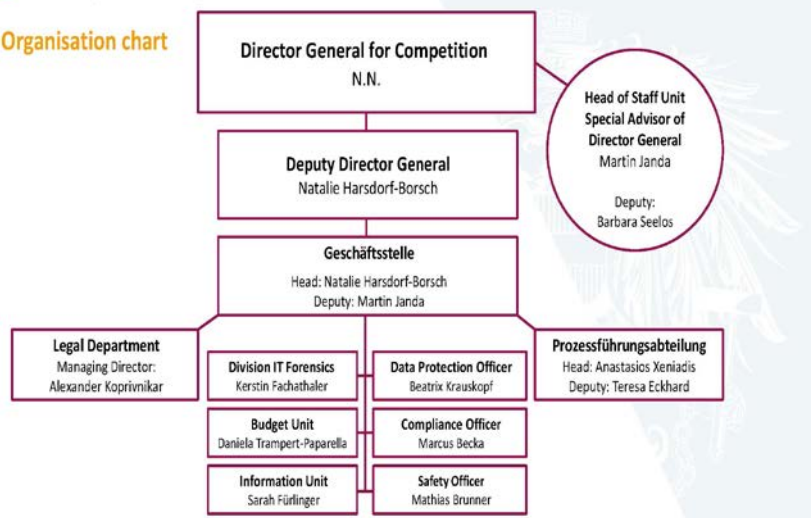 Organisation chart
Director General for Competition
N.N.
Head of Staff Unit
Special Advisor of
Director General
Martin Janda
Deputy:
Barbara Seelos
Deputy Director General
Natalie Harsdorf-Borsch
Geschäftsstelle
Head: Natalie Harsdorf-Borsch
Deputy: Martin Janda
Legal Department
Managing Director:
Alexander Koprivnikar
Division IT Forensics
Kerstin Fachathaler
Data Protection Officer
Beatrix Krauskopf
Prozessführungsabteilung
Head: Anastasios Xeniadis
Deputy: Teresa Eckhard
Budget Unit
Daniela Trampert-Paparella
Compliance Officer
Marcus Becka
Information Unit
Sarah Fürlinger
Safety Officer
Mathias Brunner